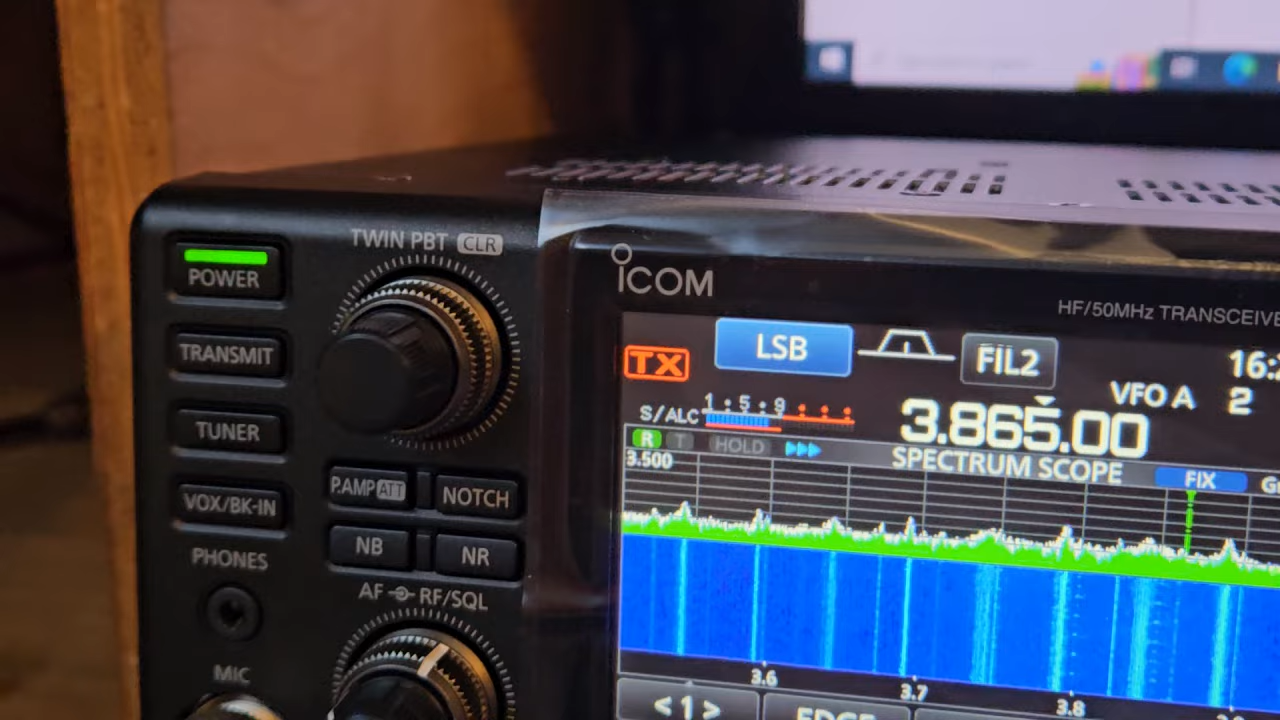 POWER
TRANSMIT
TUNER
VOX/BK-IN
PHONES
MIC
TWIN PBT CLR
P.AMP ATT
NOTCH
NB
NR
AF RF/SQL
ICOM
HF/50MHz
TX
LSB
FIL2
VFO A
2
S/ALC
1 : 5 : 9
3.865.00
R T HOLD
SPECTRUM SCOPE
FIX
3.500
3.6
3.7
3.8
< 1 >